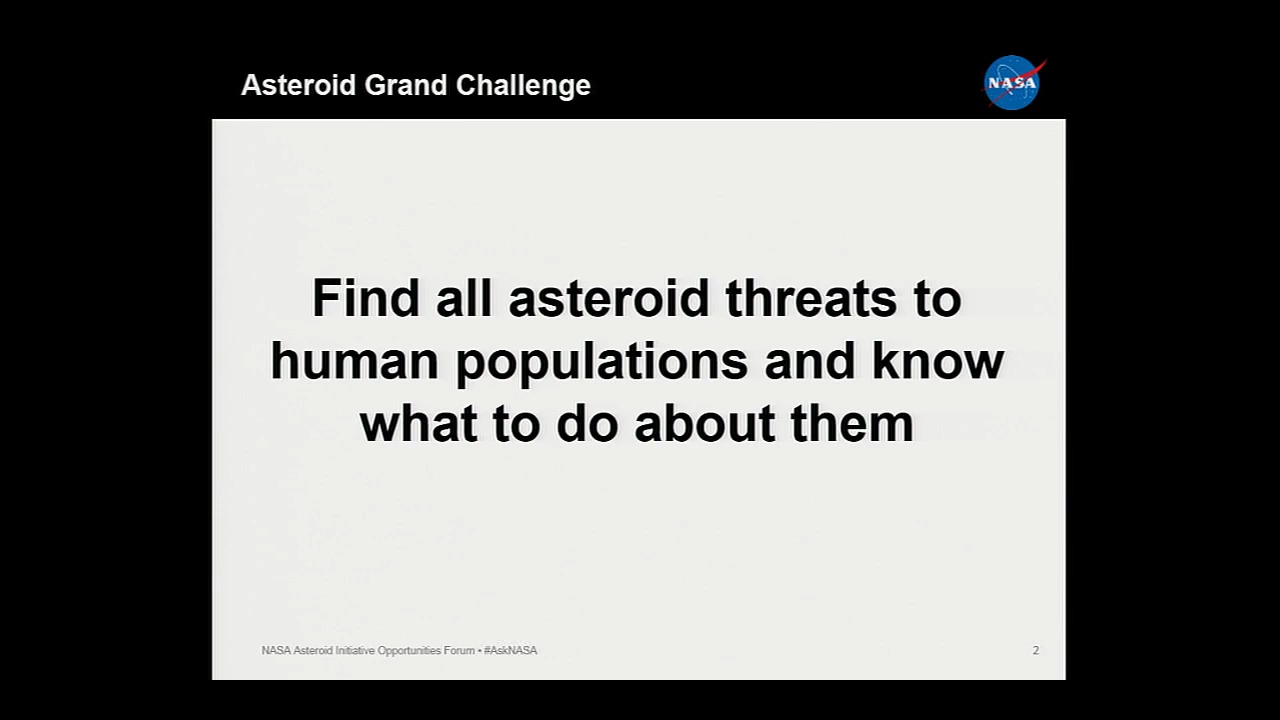 Asteroid Grand Challenge
NASA
Find all asteroid threats to
human populations and know
what to do about them
NASA Asteroid Initiative Opportunities Forum • #AskNASA
2